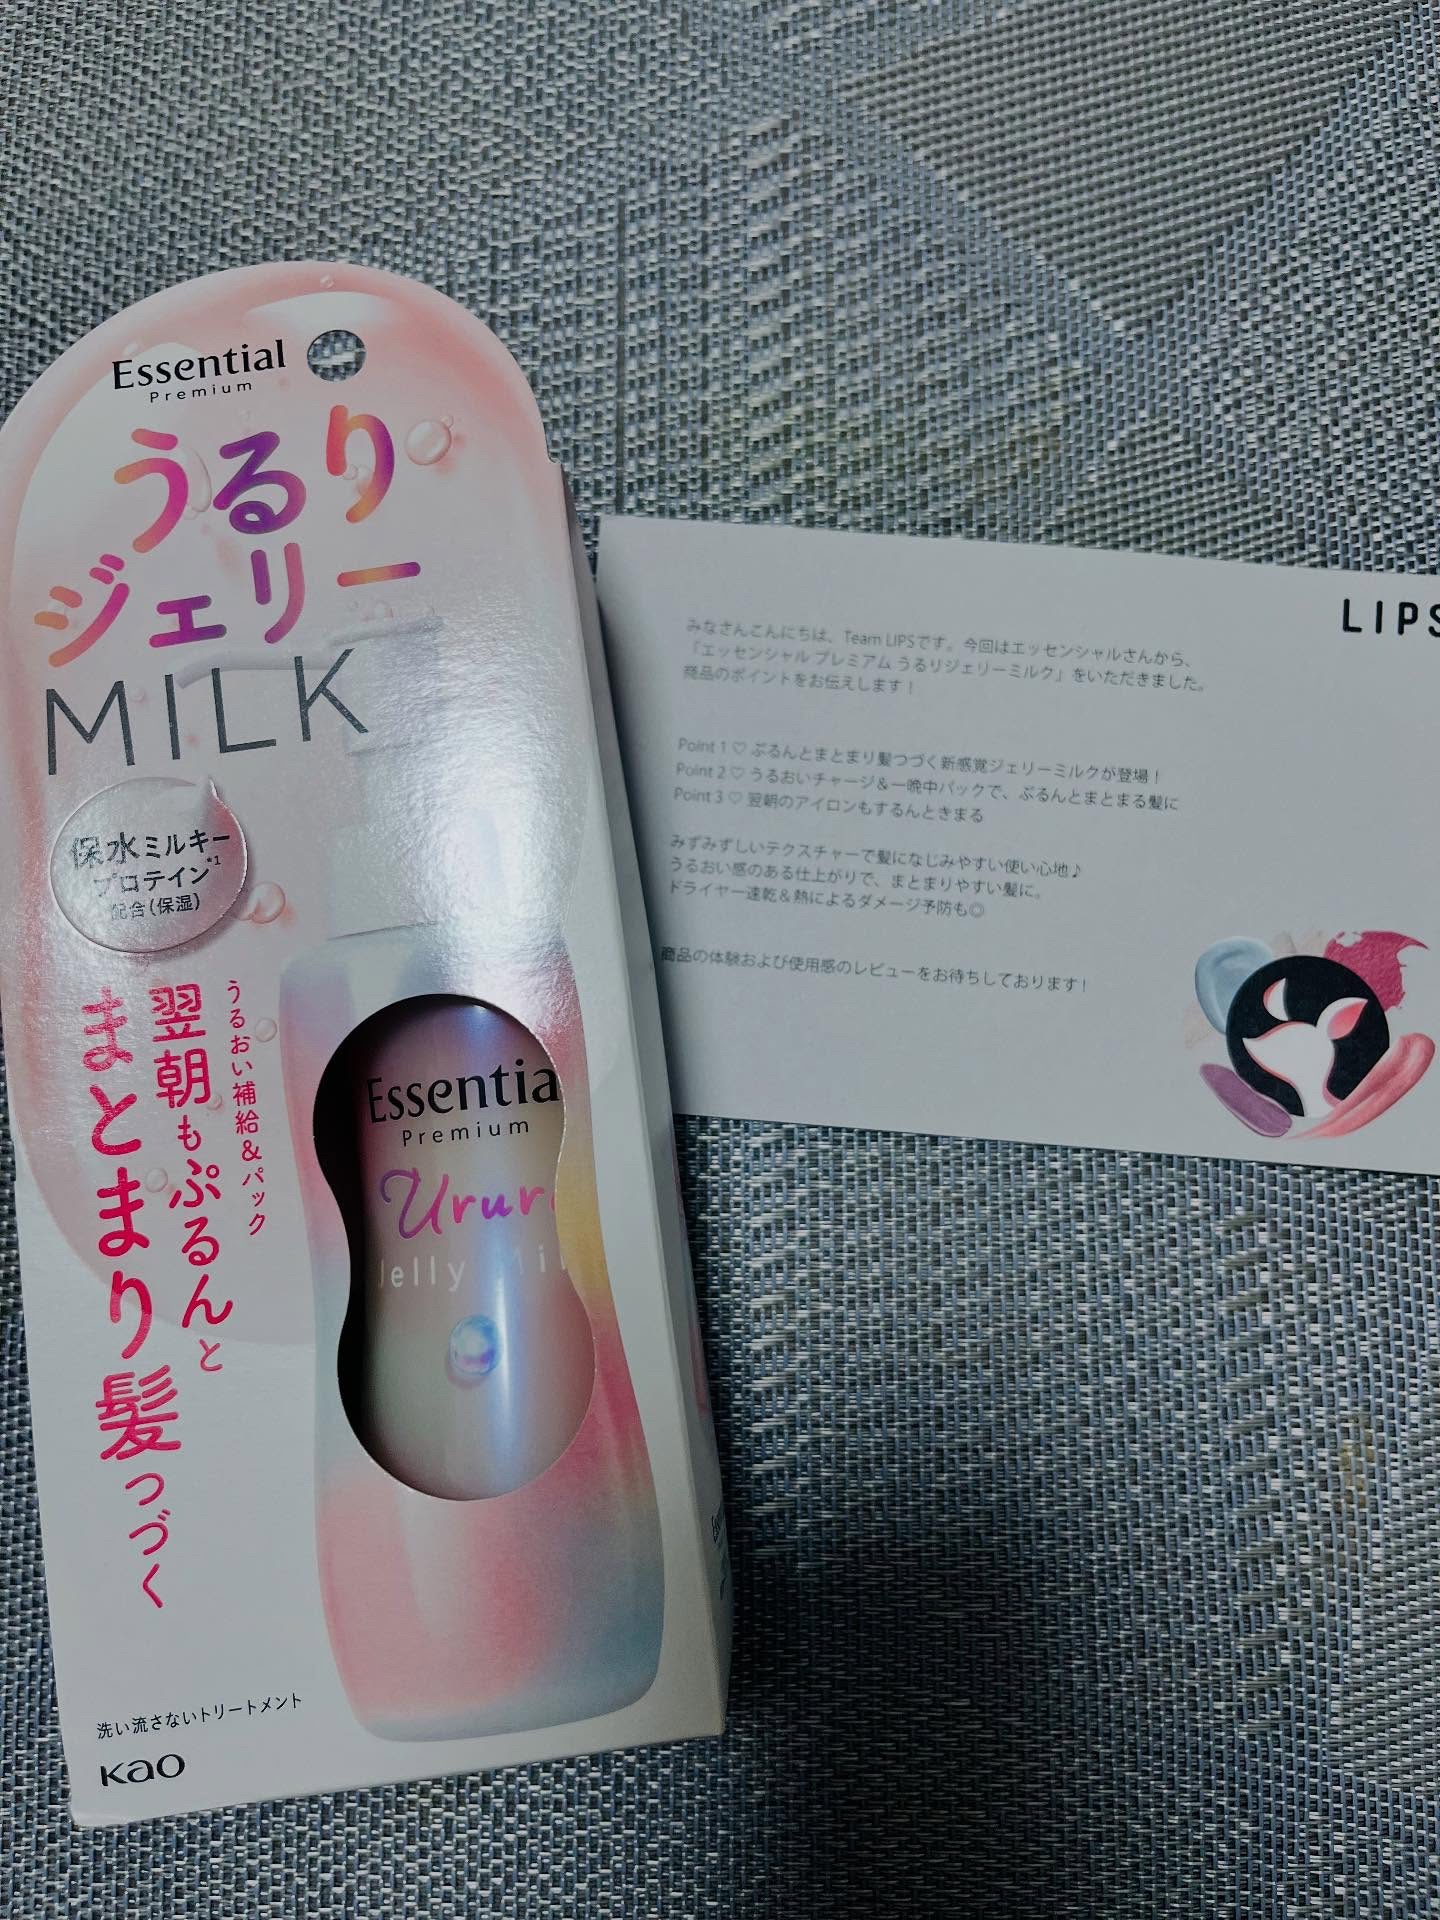 Essential
Premium
うるり
ジェリー
MILK
保水ミルキー
プロテイン*1
配合(保湿)
うるおい補給&パック
翌朝もぷるんと
まとまり髪つづく
Essentia
Premium
Urur
Jelly Mil
洗い流さないトリートメント
Kao
LIPS
みなさんこんにちは、Team LIPSです。今回はエッセンシャルさんから、
「エッセンシャル プレミアム うるリジェリーミルク」をいただきました。
商品のポイントをお伝えします！
Point 1 ♡ ぷるんとまとまり髪つづく新感覚ジェリーミルクが登場！
Point 2 ♡ うるおいチャージ＆一晩中パックで、ぷるんとまとまる髪に
Point 3 ♡ 翌朝のアイロンもするんときまる
みずみずしいテクスチャーで髪になじみやすい使い心地♪
うるおい感のある仕上がりで、まとまりやすい髪に。
ドライヤー速乾＆熱によるダメージ予防も◎
商品の体験および使用感のレビューをお待ちしております！